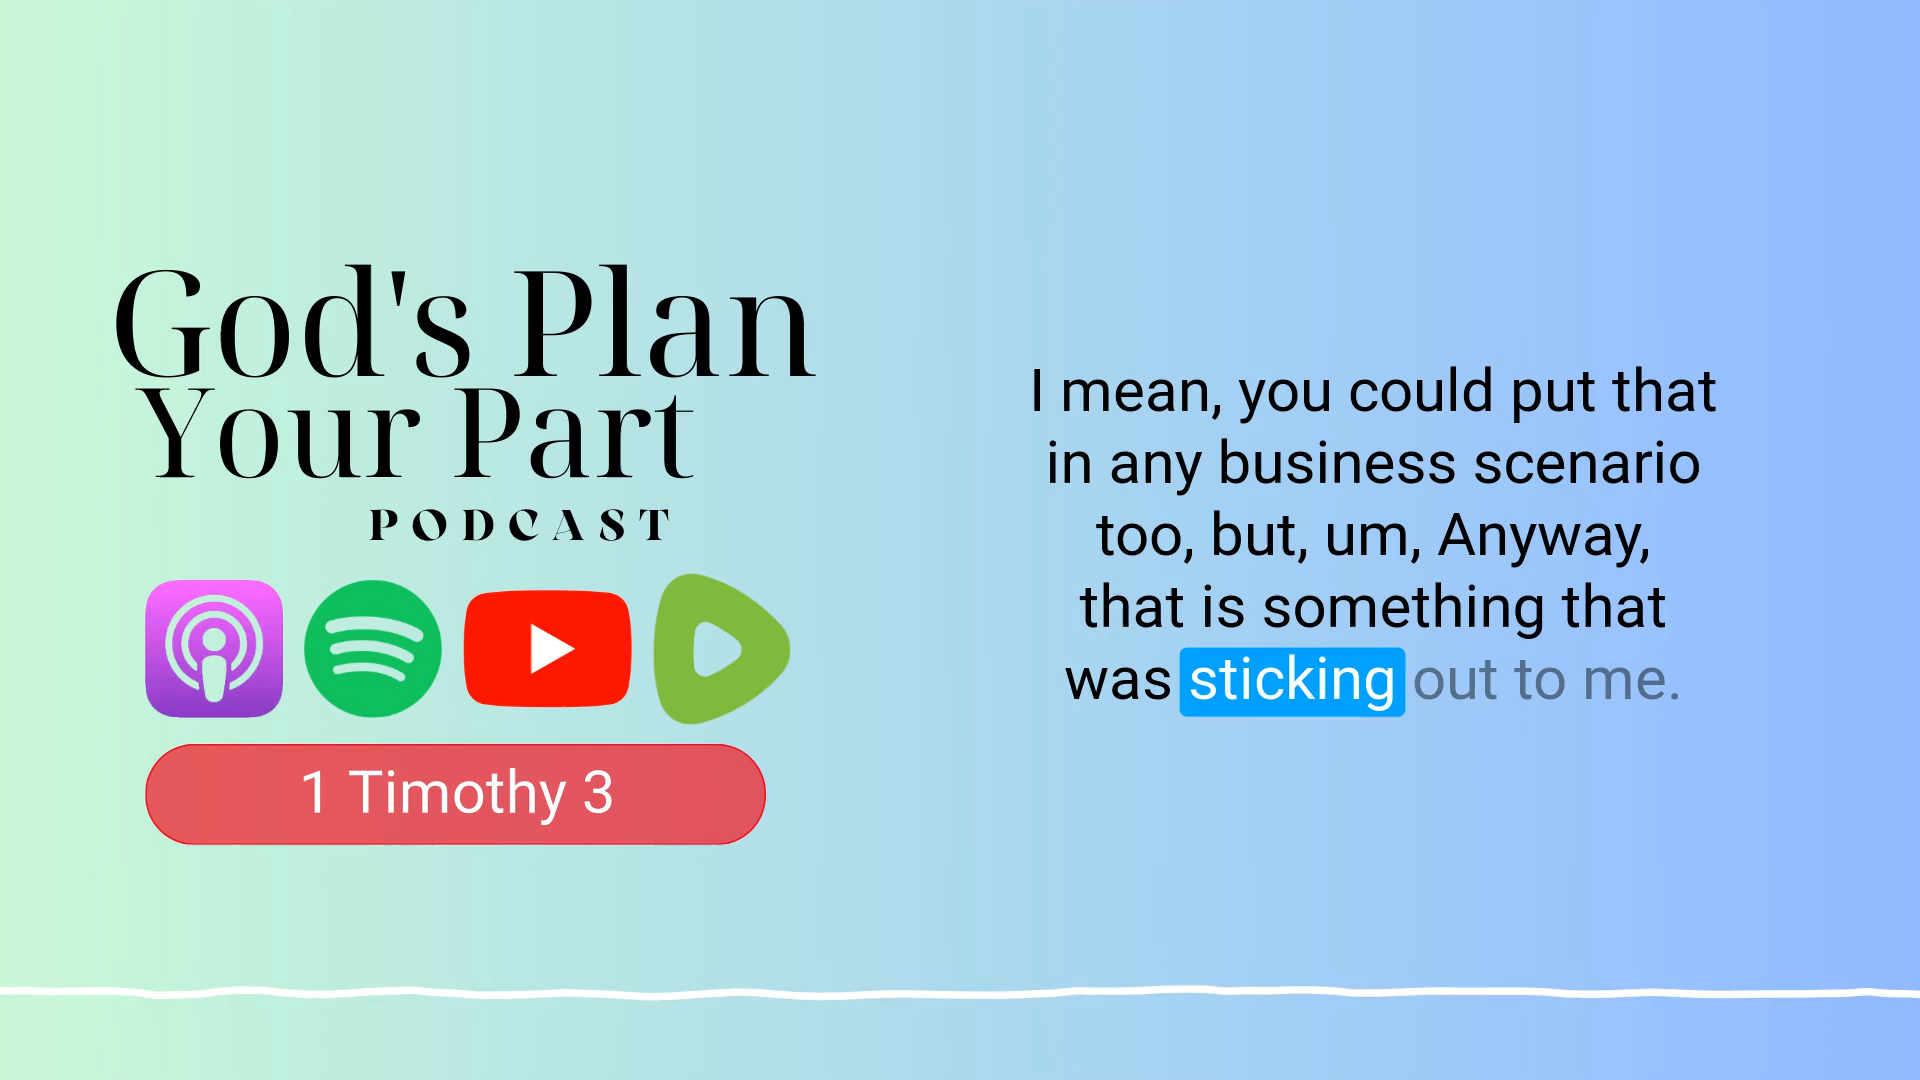 God's Plan
Your Part
PODCAST
1 Timothy 3
I mean, you could put that
in any business scenario
too, but, um, Anyway,
that is something that
was sticking out to me.